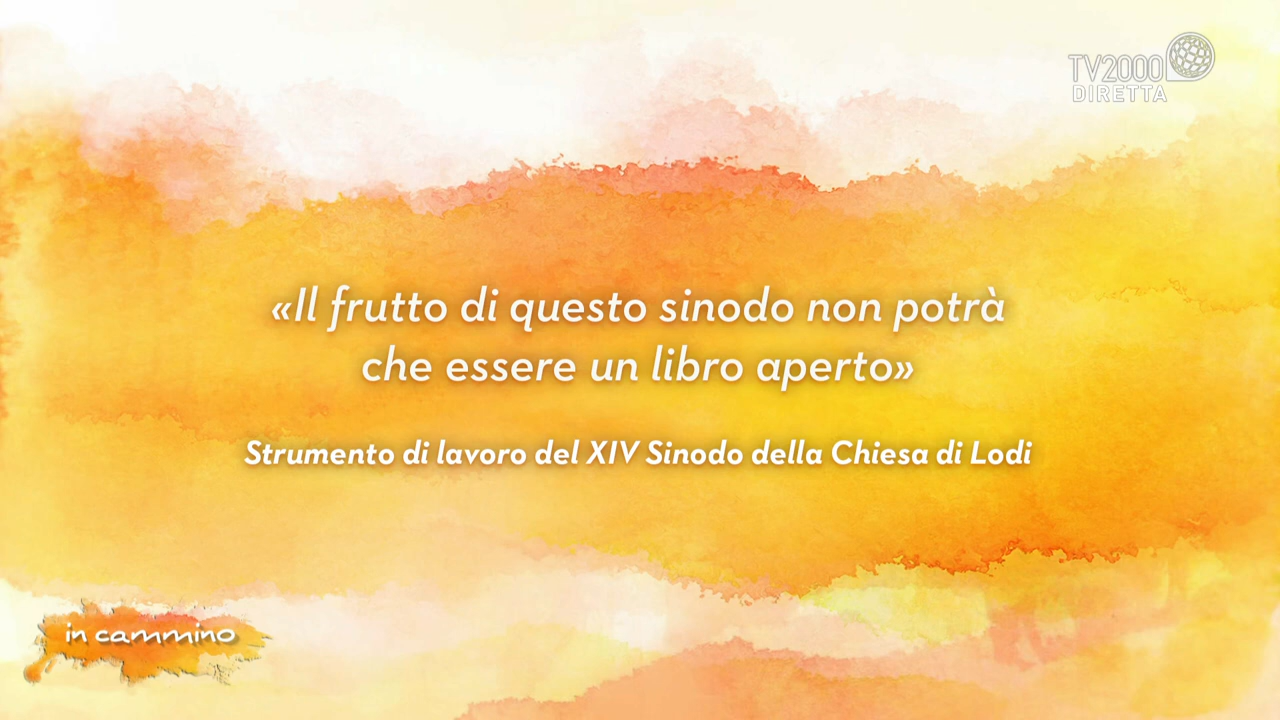 TV2000
DIRETTA
«Il frutto di questo sinodo non potrà
che essere un libro aperto»
Strumento di lavoro del XIV Sinodo della Chiesa di Lodi
in cammino